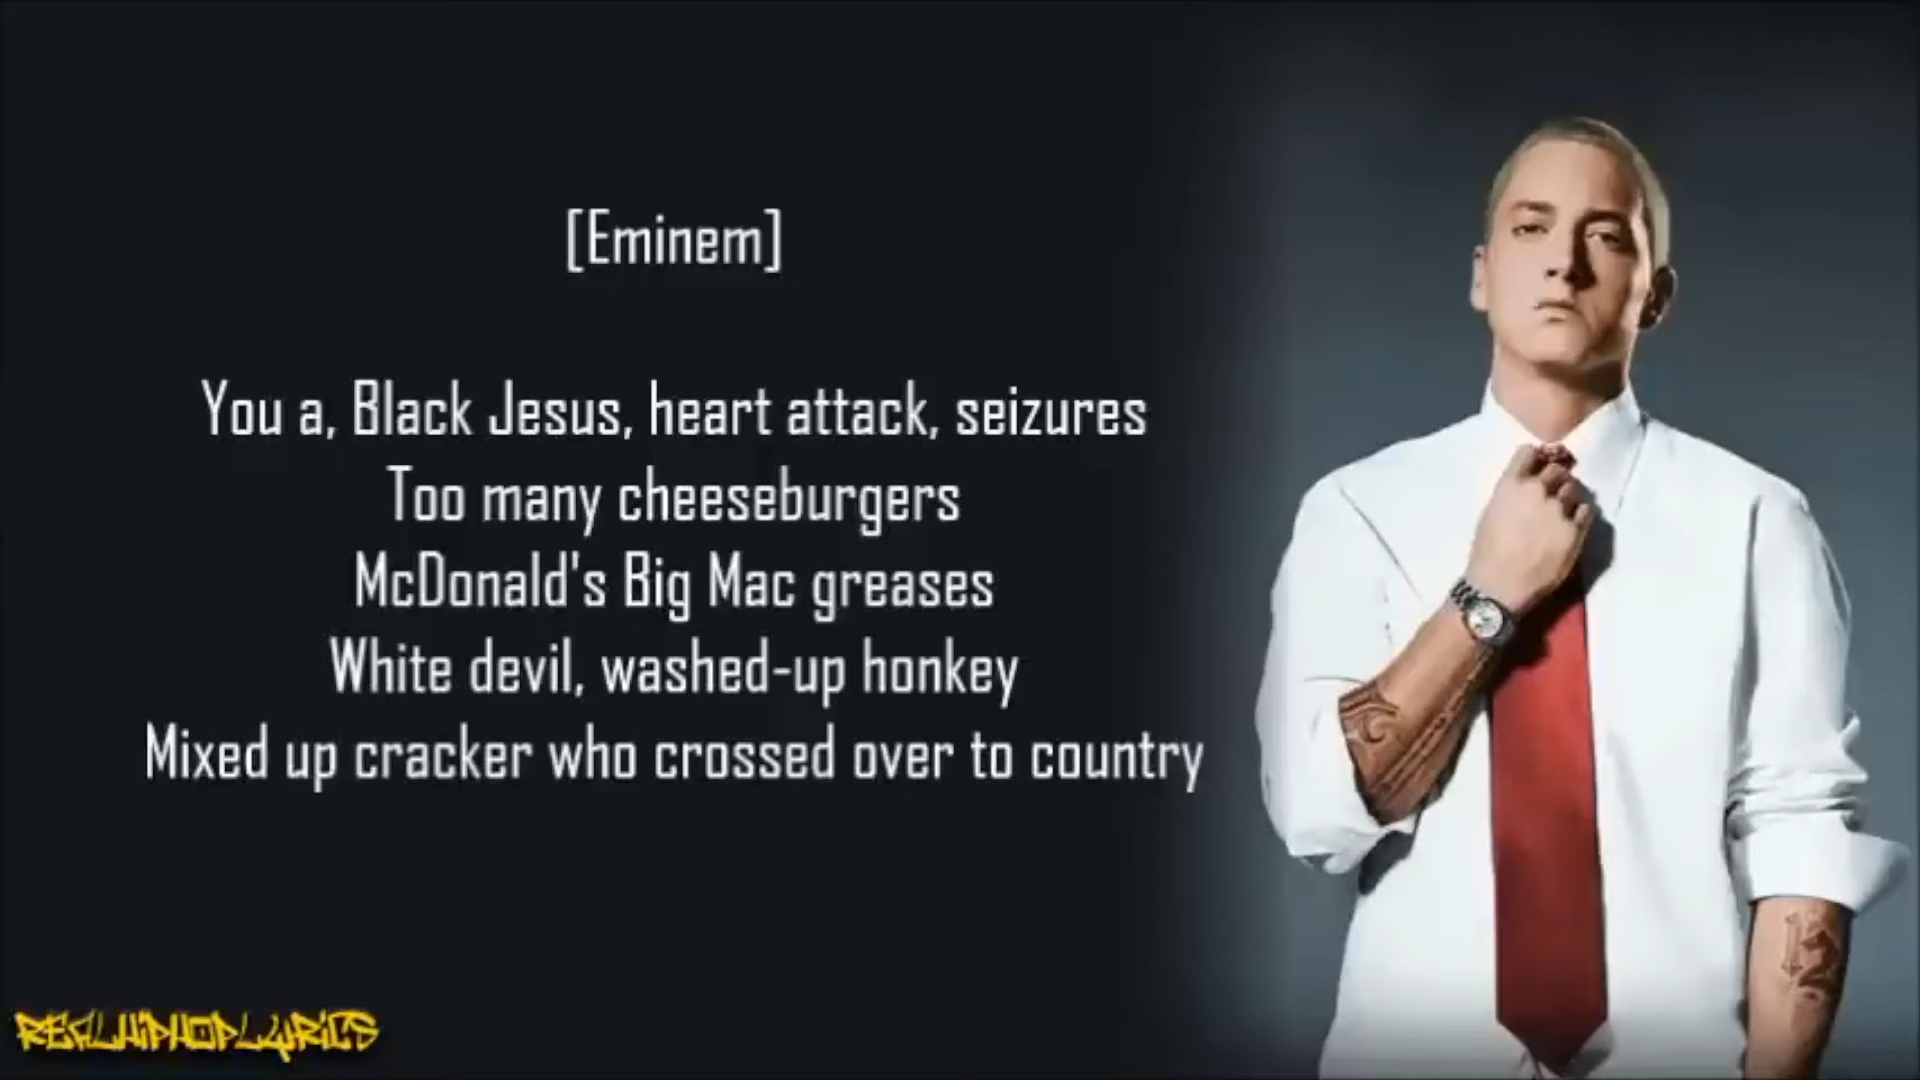 [Eminem]
You a, Black Jesus, heart attack, seizures
Too many cheeseburgers
McDonald's Big Mac greases
White devil, washed-up honkey
Mixed up cracker who crossed over to country
REALHIPHOPLYRICS